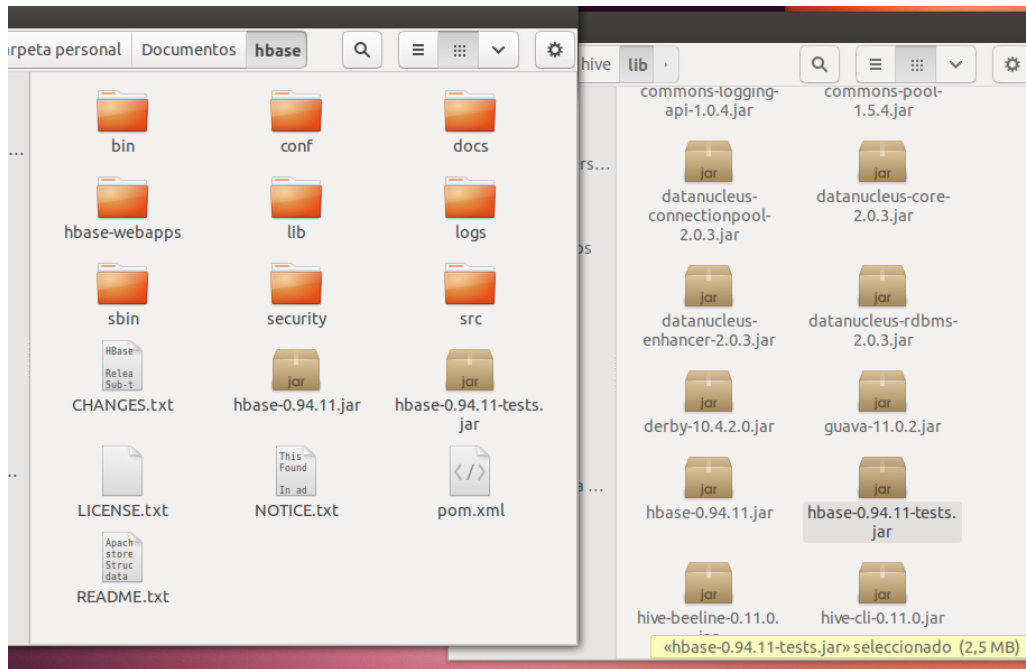 arpeta personal Documentos hbase
bin conf docs
hbase-webapps lib logs
sbin security src
HBase
Relea
Sub-t
jar jar
CHANGES.txt hbase-0.94.11.jar hbase-0.94.11-tests.
jar
This
Found
In ad
</>
LICENSE.txt NOTICE.txt pom.xml
Apach
store
Struc
data
README.txt
hive lib
commons-logging- commons-pool-
api-1.0.4.jar 1.5.4.jar
rs...
jar jar
datanucleus- datanucleus-core-
connectionpool- 2.0.3.jar
2.0.3.jar
os
jar jar
datanucleus- datanucleus-rdbms-
enhancer-2.0.3.jar 2.0.3.jar
jar jar
derby-10.4.2.0.jar guava-11.0.2.jar
a ...
jar jar
hbase-0.94.11.jar hbase-0.94.11-tests.
jar
jar jar
hive-beeline-0.11.0. hive-cli-0.11.0.jar
«hbase-0.94.11-tests.jar» seleccionado (2,5 MB)